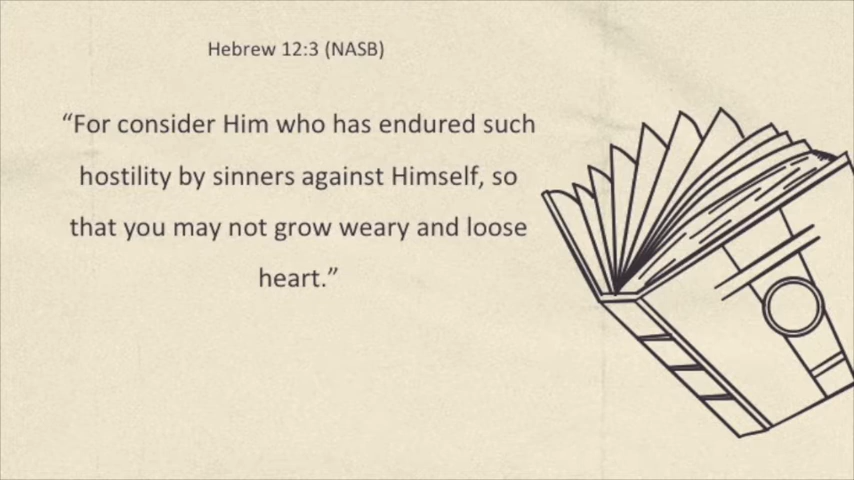 Hebrew 12:3 (NASB)
“For consider Him who has endured such
hostility by sinners against Himself, so
that you may not grow weary and loose
heart.”